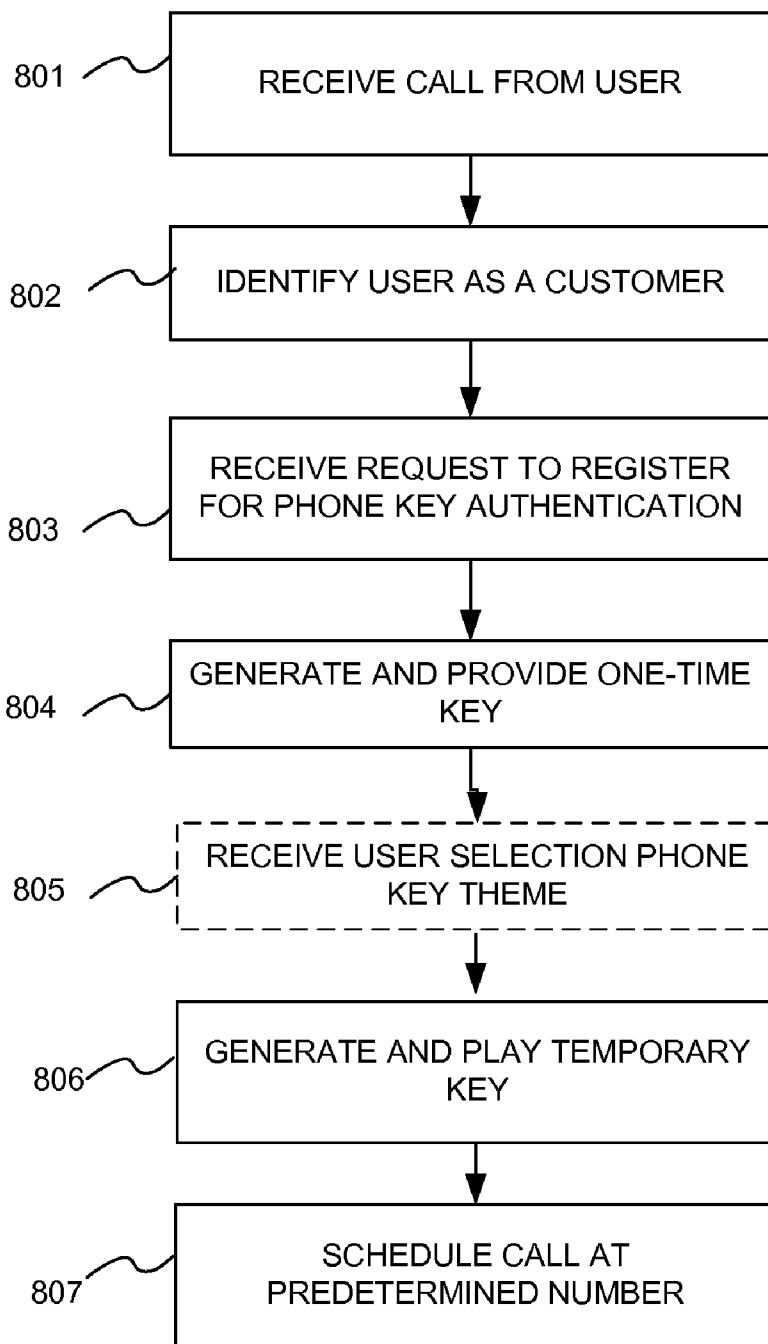 801
RECEIVE CALL FROM USER
802
IDENTIFY USER AS A CUSTOMER
803
RECEIVE REQUEST TO REGISTER
FOR PHONE KEY AUTHENTICATION
804
GENERATE AND PROVIDE ONE-TIME
KEY
805
RECEIVE USER SELECTION PHONE
KEY THEME
806
GENERATE AND PLAY TEMPORARY
KEY
807
SCHEDULE CALL AT
PREDETERMINED NUMBER